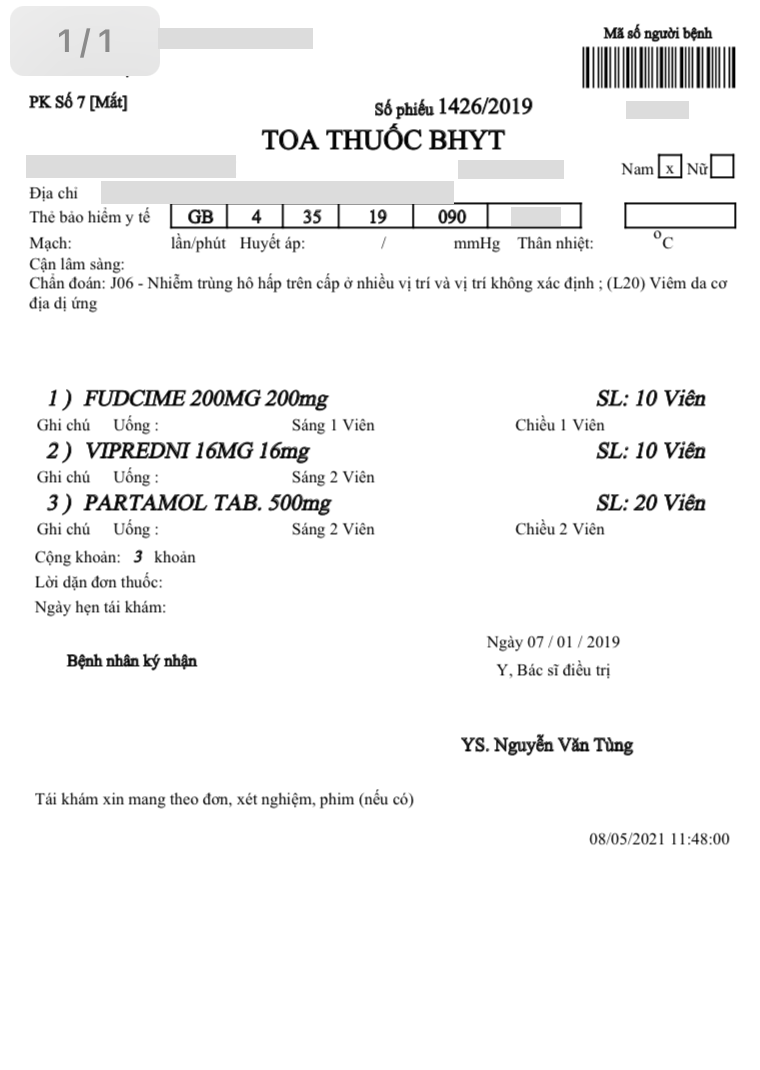 1/1
Mã số người bệnh
PK Số 7 [Mắt]
Số phiếu 1426/2019
TOA THUỐC BHYT
Nam x Nữ
Địa chỉ
Thẻ bảo hiểm y tế GB 4 35 19 090
Mạch: lần/phút Huyết áp: / mmHg Thân nhiệt: °C
Cận lâm sàng:
Chẩn đoán: J06 - Nhiễm trùng hô hấp trên cấp ở nhiều vị trí và vị trí không xác định ; (L20) Viêm da cơ
địa dị ứng
1 ) FUDCIME 200MG 200mg SL: 10 Viên
Ghi chú Uống : Sáng 1 Viên Chiều 1 Viên
2 ) VIPREDNI 16MG 16mg SL: 10 Viên
Ghi chú Uống : Sáng 2 Viên
3 ) PARTAMOL TAB. 500mg SL: 20 Viên
Ghi chú Uống : Sáng 2 Viên Chiều 2 Viên
Cộng khoản: 3 khoản
Lời dặn đơn thuốc:
Ngày hẹn tái khám:
Ngày 07 / 01 / 2019
Bệnh nhân ký nhận
Y, Bác sĩ điều trị
YS. Nguyễn Văn Tùng
Tái khám xin mang theo đơn, xét nghiệm, phim (nếu có)
08/05/2021 11:48:00